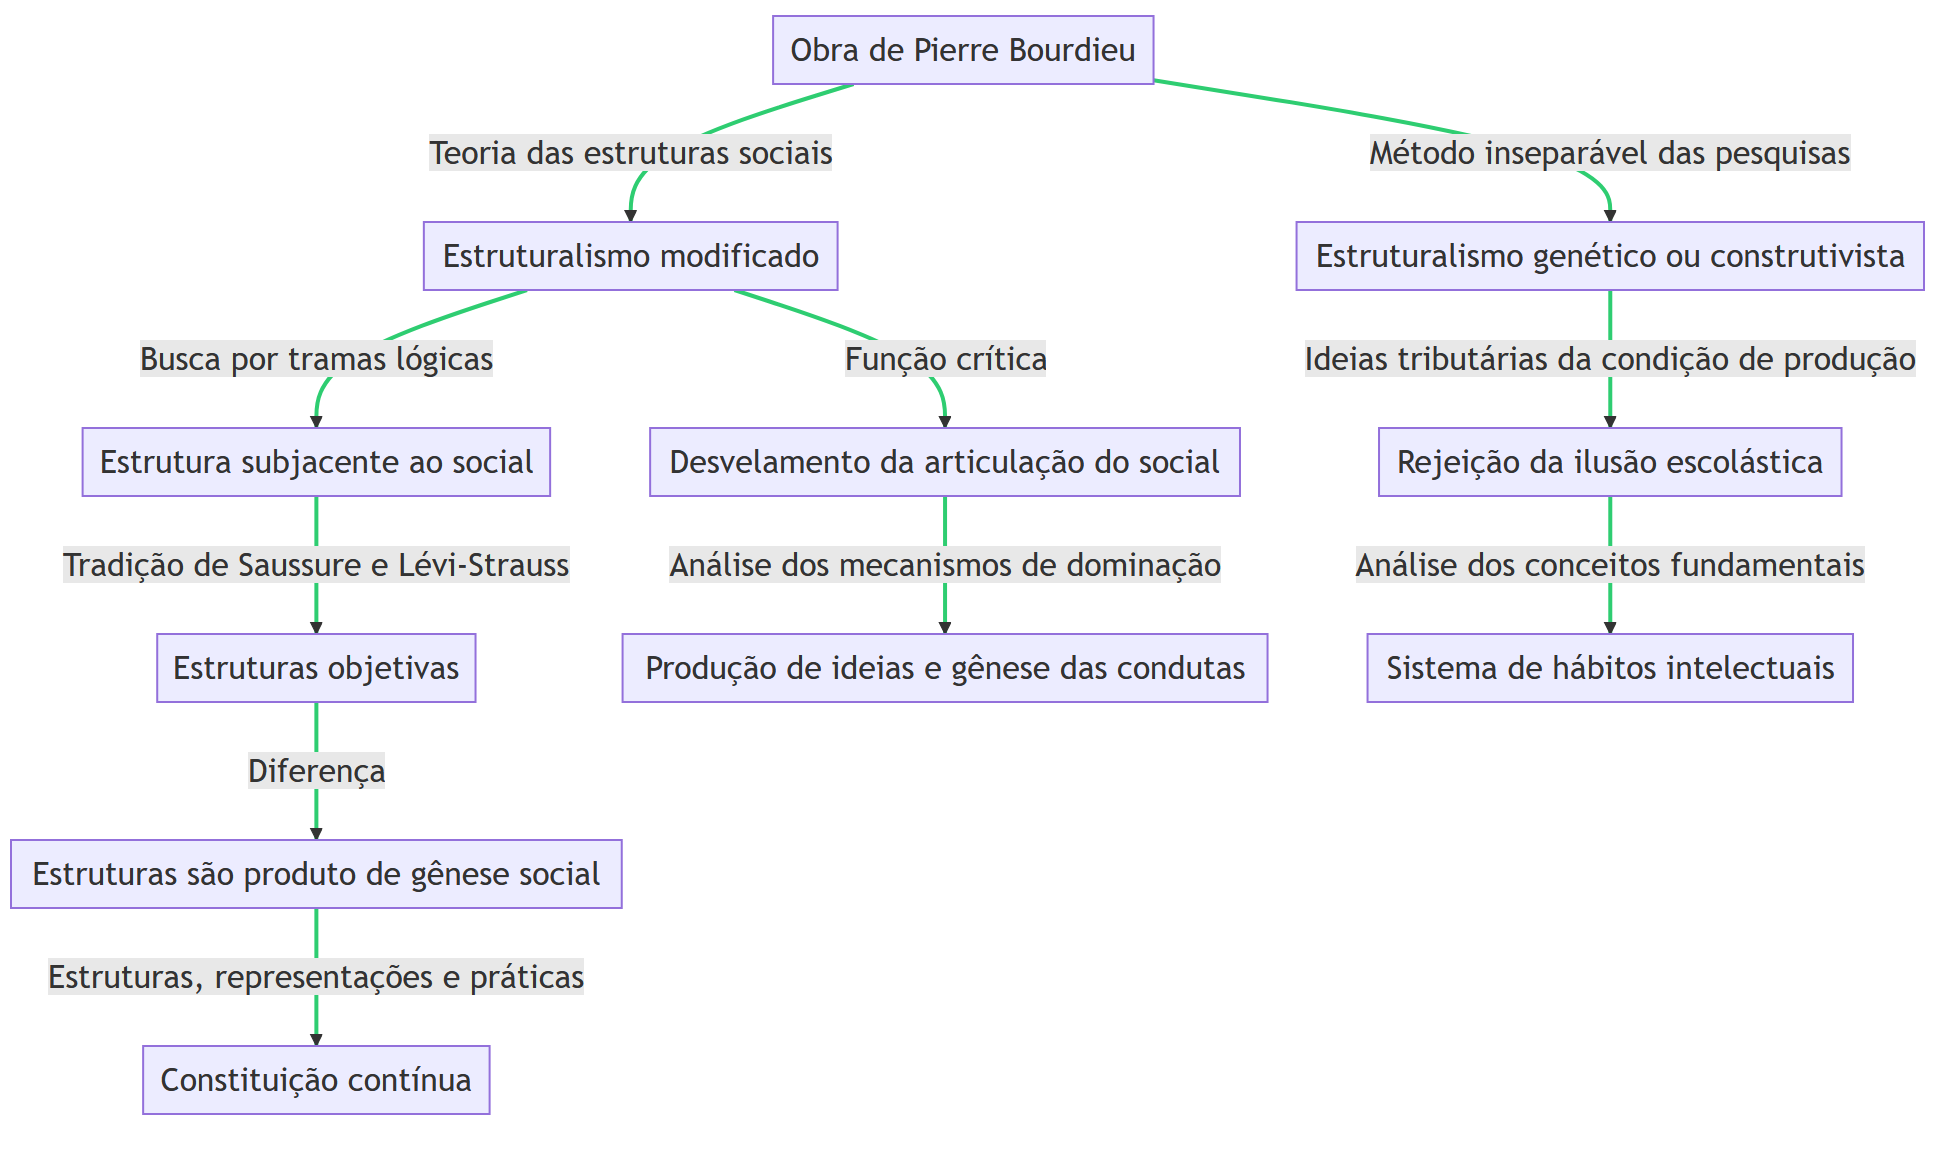 Obra de Pierre Bourdieu
Teoria das estruturas sociais
Método inseparável das pesquisas
Estruturalismo modificado
Estruturalismo genético ou construtivista
Busca por tramas lógicas
Função crítica
Ideias tributárias da condição de produção
Estrutura subjacente ao social
Desvelamento da articulação do social
Rejeição da ilusão escolástica
Tradição de Saussure e Lévi-Strauss
Análise dos mecanismos de dominação
Análise dos conceitos fundamentais
Estruturas objetivas
Produção de ideias e gênese das condutas
Sistema de hábitos intelectuais
Diferença
Estruturas são produto de gênese social
Estruturas, representações e práticas
Constituição contínua